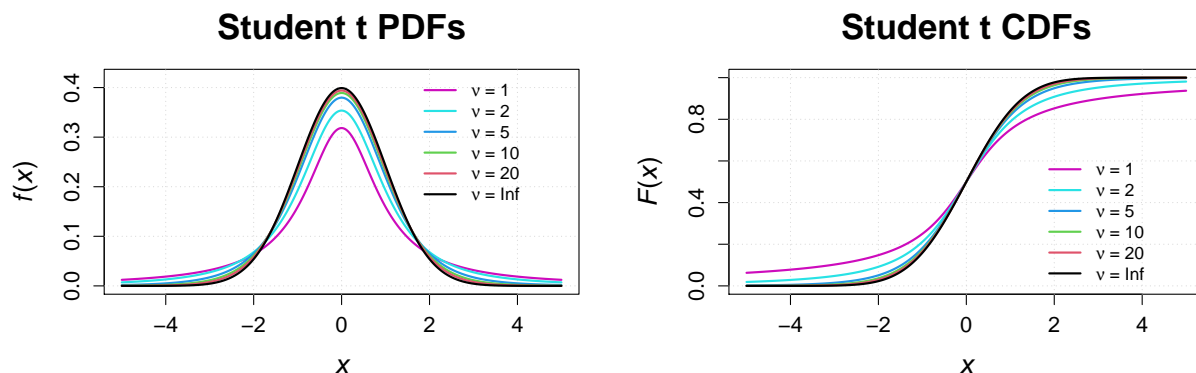 Student t PDFs
f(x)
0.4
0.3
0.2
0.1
0.0
ν = 1
ν = 2
ν = 5
ν = 10
ν = 20
ν = Inf
−4 −2 0 2 4
x
Student t CDFs
F(x)
0.8
0.4
0.0
ν = 1
ν = 2
ν = 5
ν = 10
ν = 20
ν = Inf
−4 −2 0 2 4
x